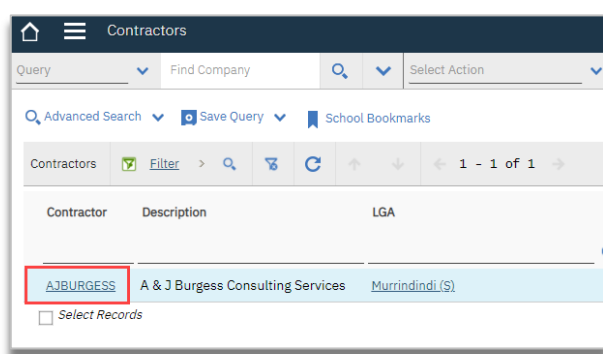 Contractors
Query Find Company Select Action
Advanced Search Save Query School Bookmarks
Contractors Filter > 1 - 1 of 1
Contractor Description LGA
AJBURGESS A & J Burgess Consulting Services Murrindindi (S)
Select Records